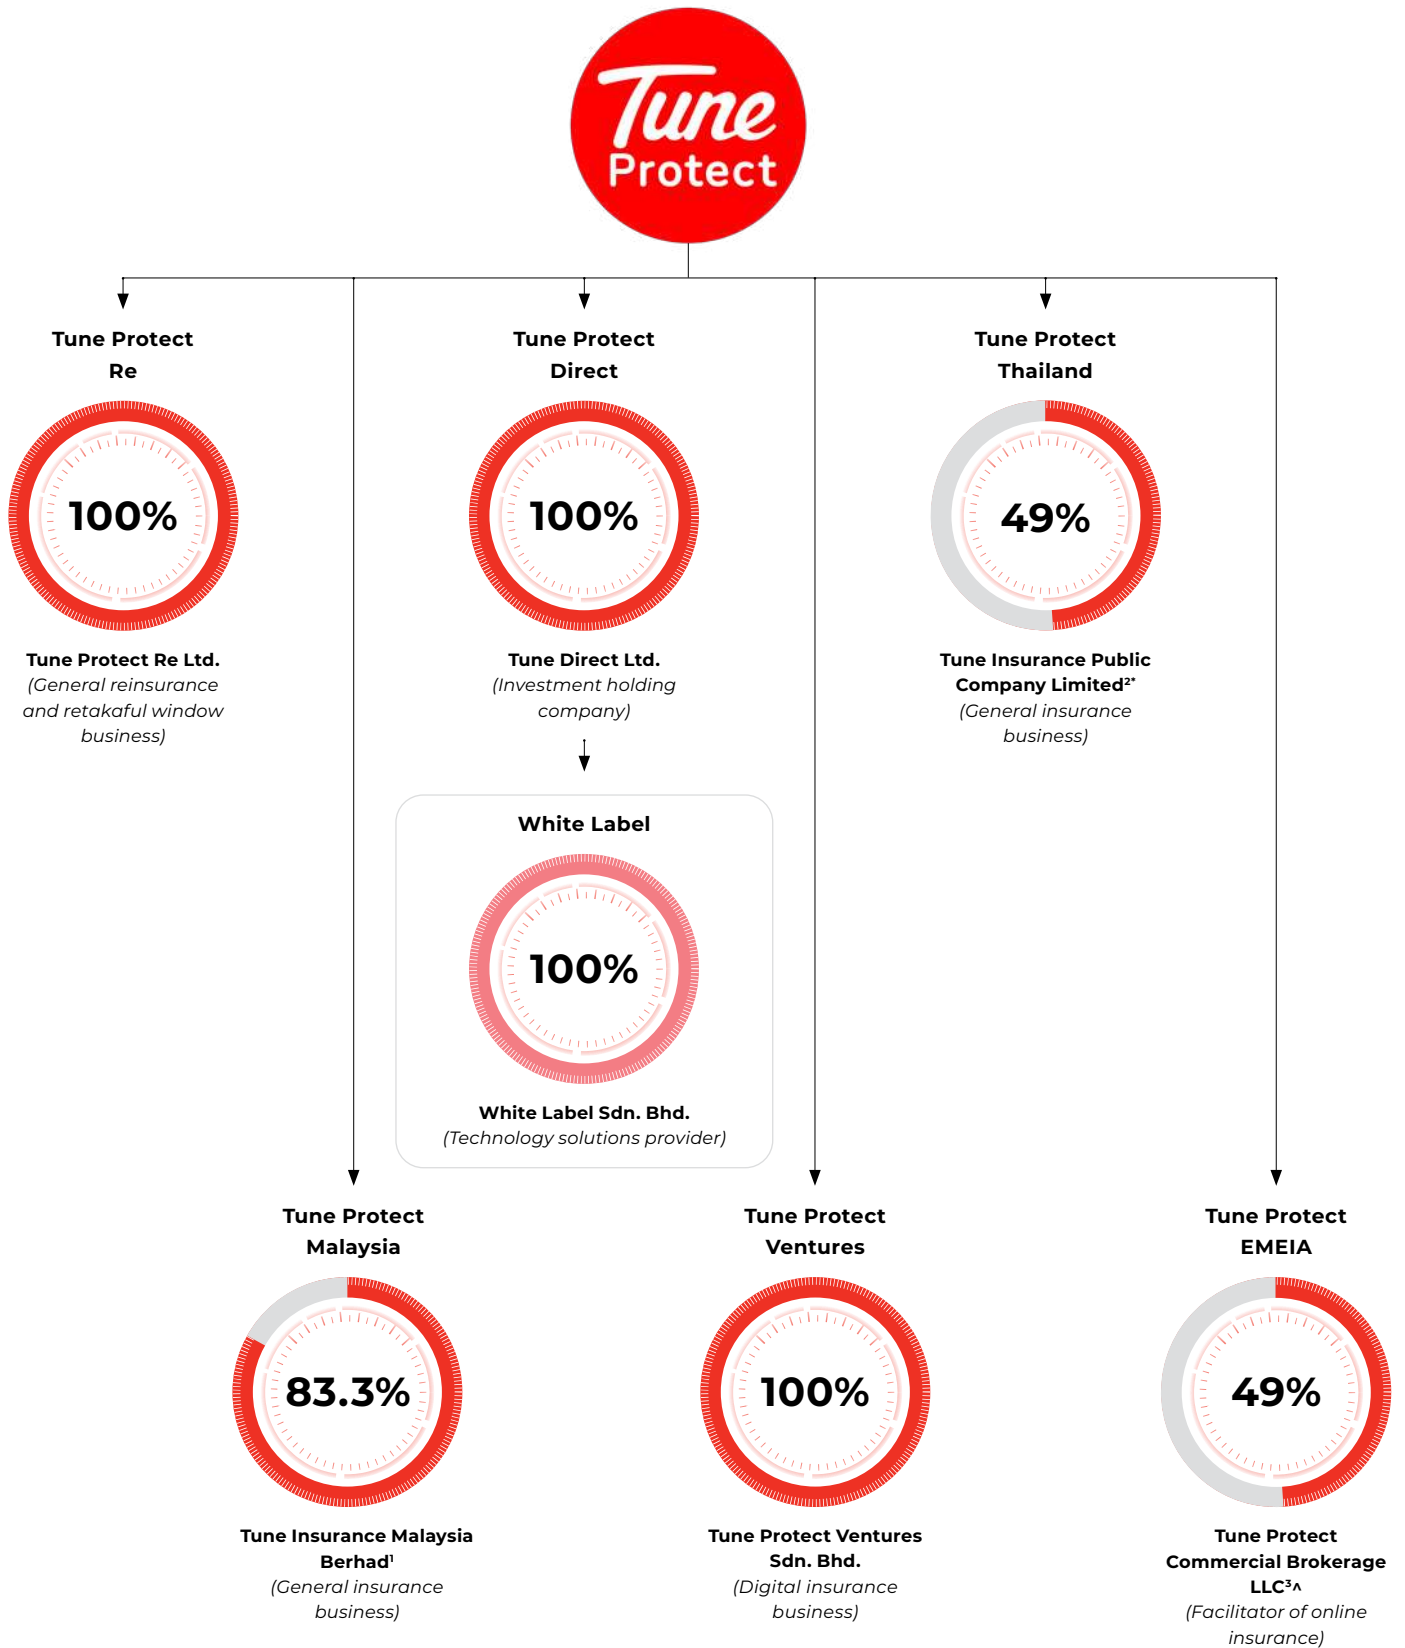 Tune
Protect
Tune Protect
Re
100%
Tune Protect Re Ltd.
(General reinsurance
and retakaful window
business)
Tune Protect
Direct
100%
Tune Direct Ltd.
(Investment holding
company)
Tune Protect
Thailand
49%
Tune Insurance Public
Company Limited²*
(General insurance
business)
White Label
100%
White Label Sdn. Bhd.
(Technology solutions provider)
Tune Protect
Malaysia
83.3%
Tune Insurance Malaysia
Berhad¹
(General insurance
business)
Tune Protect
Ventures
100%
Tune Protect Ventures
Sdn. Bhd.
(Digital insurance
business)
Tune Protect
EMEIA
49%
Tune Protect
Commercial Brokerage
LLC³^
(Facilitator of online
insurance)